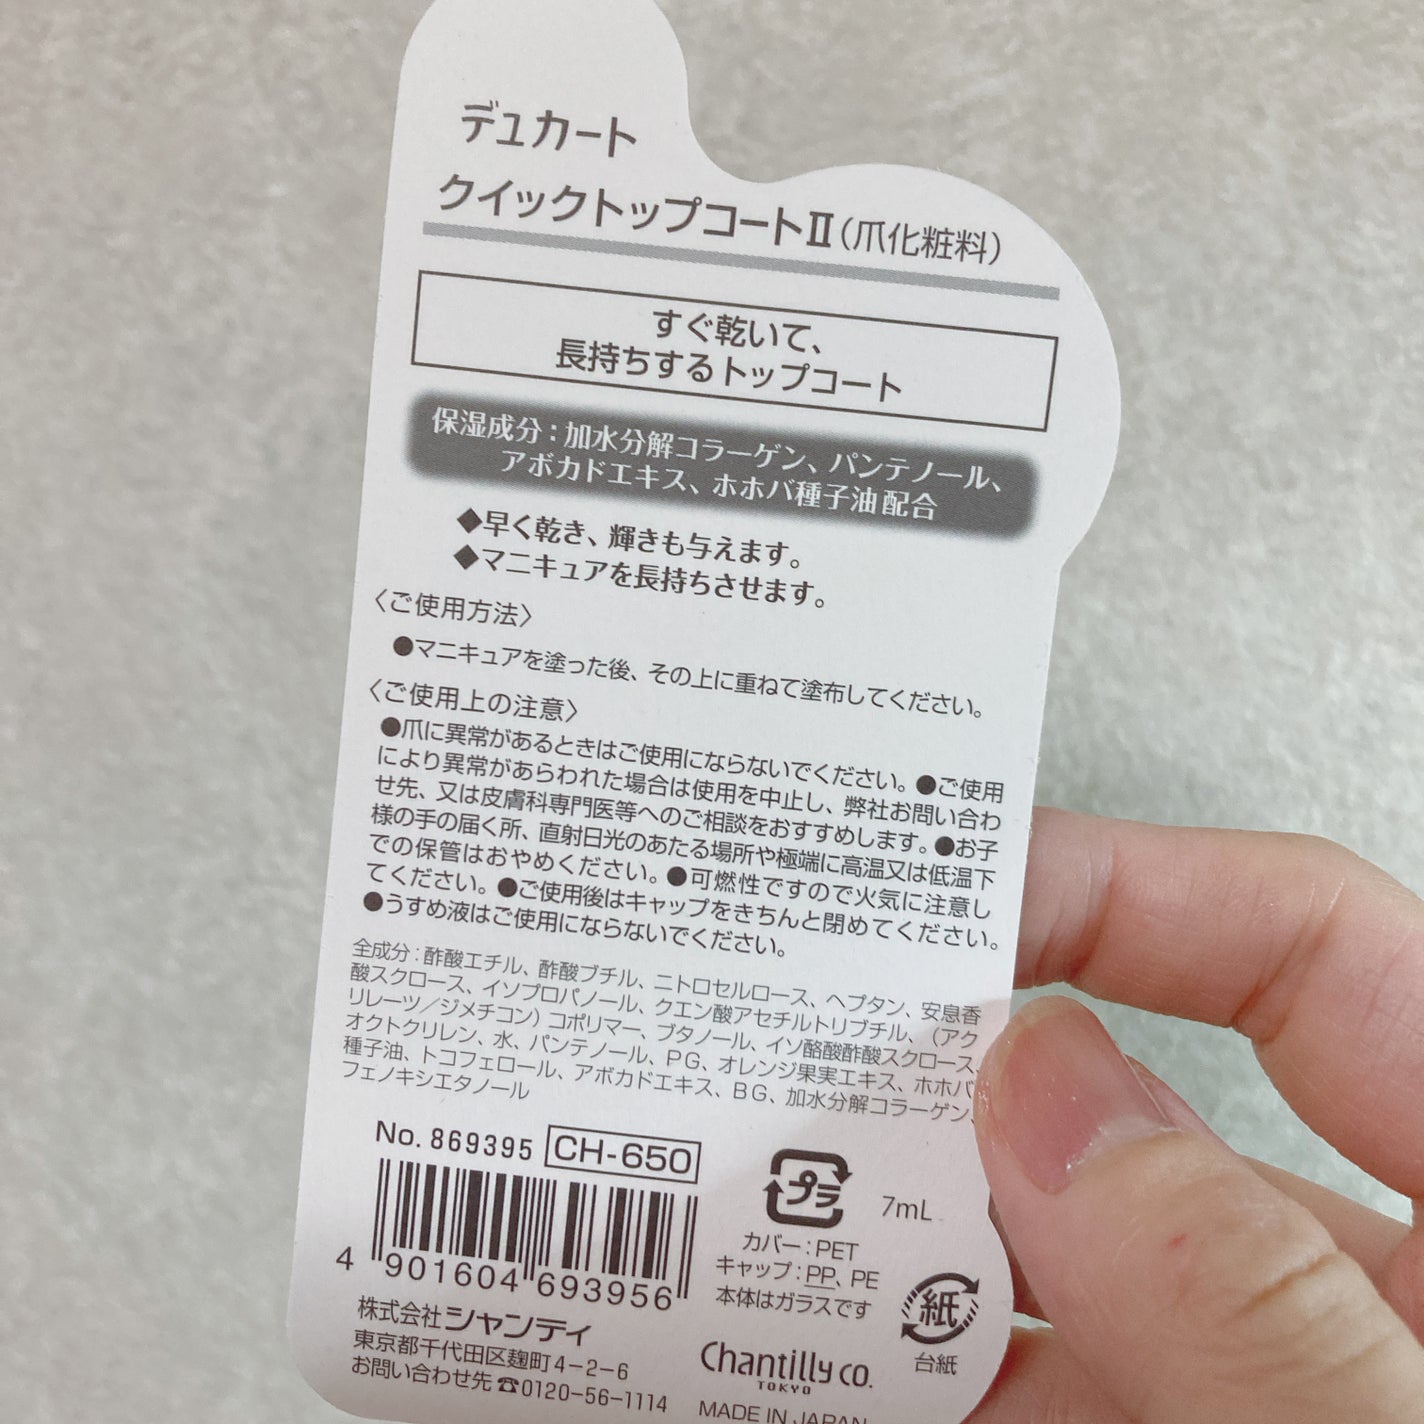 デュカート
クイックトップコートⅡ(爪化粧料)
すぐ乾いて、
長持ちするトップコート
保湿成分:加水分解コラーゲン、パンテノール、
アボカドエキス、ホホバ種子油配合
◆早く乾き、輝きも与えます。
◆マニキュアを長持ちさせます。
〈ご使用方法〉
●マニキュアを塗った後、その上に重ねて塗布してください。
〈ご使用上の注意〉
●爪に異常があるときはご使用にならないでください。●ご使用
により異常があらわれた場合は使用を中止し、弊社お問い合わ
せ先、又は皮膚科専門医等へのご相談をおすすめします。●お子
様の手の届く所、直射日光のあたる場所や極端に高温又は低温下
での保管はおやめください。●可燃性ですので火気に注意し
てください。●ご使用後はキャップをきちんと閉めてください。
●うすめ液はご使用にならないでください。
全成分:酢酸エチル、酢酸ブチル、ニトロセルロース、ヘプタン、安息香
酸スクロース、イソプロパノール、クエン酸アセチルトリブチル、(アク
リレーツ/ジメチコン)コポリマー、ブタノール、イソ酪酸酢酸スクロース、
オクトクリレン、水、パンテノール、PG、オレンジ果実エキス、ホホバ
種子油、トコフェロール、アボカドエキス、BG、加水分解コラーゲン、
フェノキシエタノール
No. 869395 CH-650
4 901604 693956
プラ
7mL
カバー:PET
キャップ:PP、PE
本体はガラスです
紙
台紙
株式会社シャンティ
東京都千代田区麹町4-2-6
お問い合わせ先☎0120-56-1114
Chantilly co.
TOKYO
MADE IN JAPAN